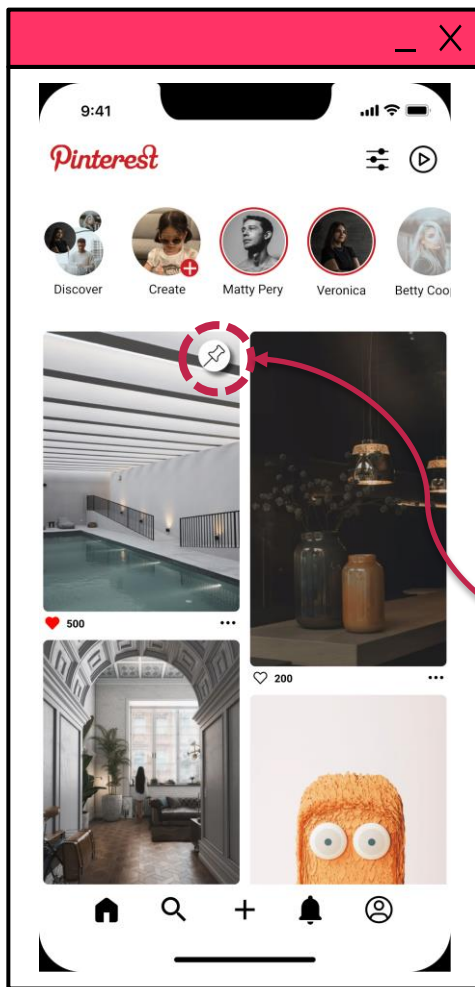 9:41
Pinterest
Discover
Create
Matty Pery
Veronica
Betty Coop
500
200